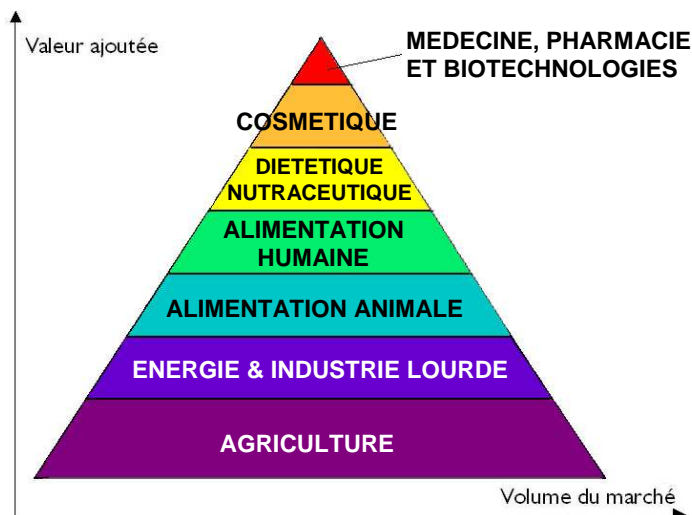 Valeur ajoutée
MEDECINE, PHARMACIE
ET BIOTECHNOLOGIES
COSMETIQUE
DIETETIQUE
NUTRACEUTIQUE
ALIMENTATION
HUMAINE
ALIMENTATION ANIMALE
ENERGIE & INDUSTRIE LOURDE
AGRICULTURE
Volume du marché